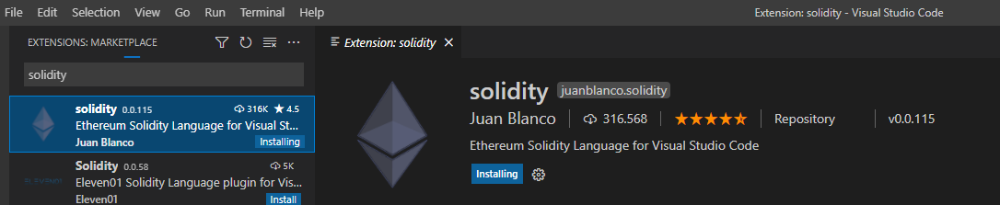 File Edit Selection View Go Run Terminal Help
Extension: solidity - Visual Studio Code
EXTENSIONS: MARKETPLACE
solidity
solidity 0.0.115 316K 4.5
Ethereum Solidity Language for Visual St...
Juan Blanco Installing
Solidity 0.0.58 5K
Eleven01 Solidity Language plugin for Vis...
Eleven01 Install
Extension: solidity
solidity juanblanco.solidity
Juan Blanco 316.568 Repository v0.0.115
Ethereum Solidity Language for Visual Studio Code
Installing